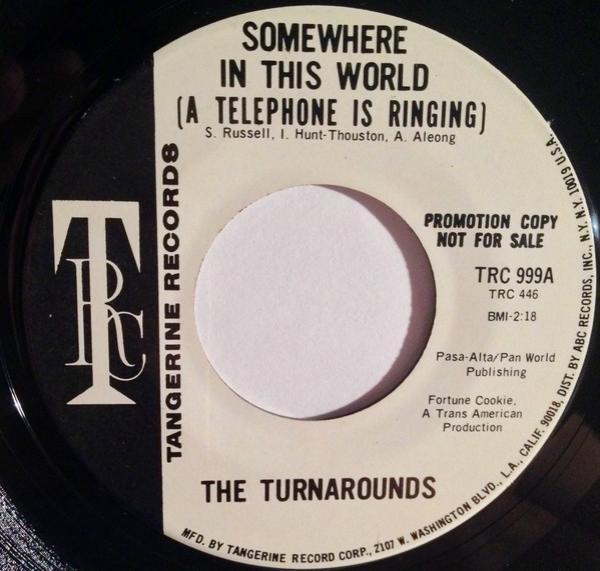 SOMEWHERE
IN THIS WORLD
(A TELEPHONE IS RINGING)
S. Russell, I. Hunt-Thouston, A. Aleong
TRC
TANGERINE RECORDS
PROMOTION COPY
NOT FOR SALE
TRC 999A
TRC 446
BMI-2:18
Pasa-Alta/Pan World
Publishing
Fortune Cookie,
A Trans American
Production
THE TURNAROUNDS
MFD. BY TANGERINE RECORD CORP., 2107 W. WASHINGTON BLVD., L.A., CALIF. 90018, DIST. BY ABC RECORDS, INC., N.Y. N.Y. 10019 U.S.A.